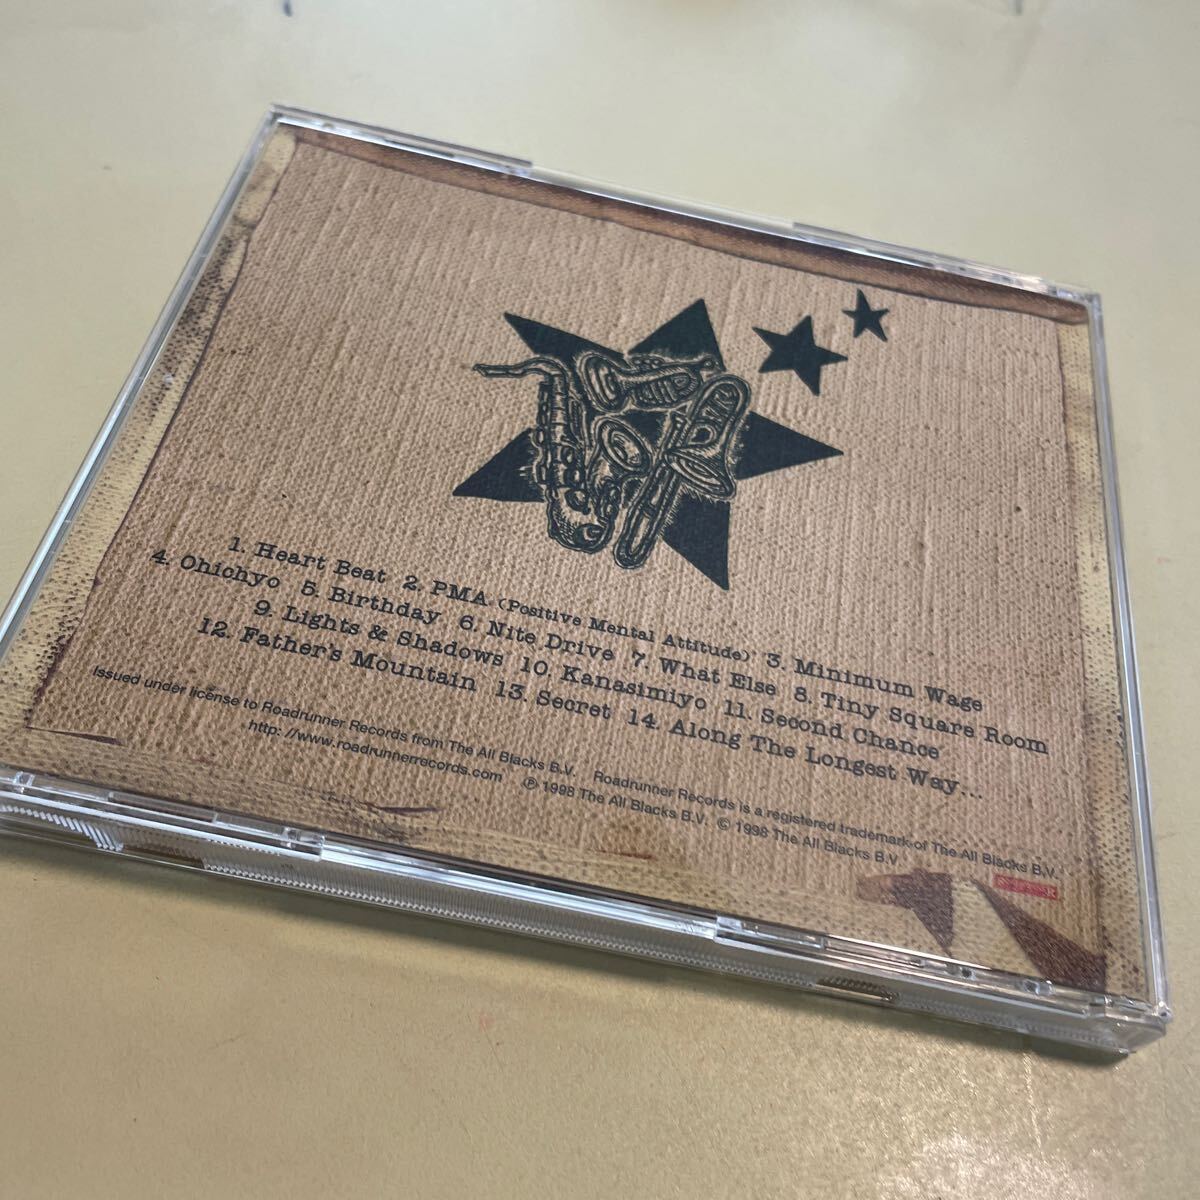 1. Heart Beat 2. PMA (Positive Mental Attitude) 3. Minimum Wage
4. Ohichyo 5. Birthday 6. Nite Drive 7. What Else 8. Tiny Square Room
9. Lights & Shadows 10. Kanasimiyo 11. Second Chance
12. Father's Mountain 13. Secret 14. Along The Longest Way...
Issued under license to Roadrunner Records from The All Blacks B.V. Roadrunner Records is a registered trademark of The All Blacks B.V.
http: //www.roadrunnerrecords.com ℗ 1998 The All Blacks B.V. © 1998 The All Blacks B.V